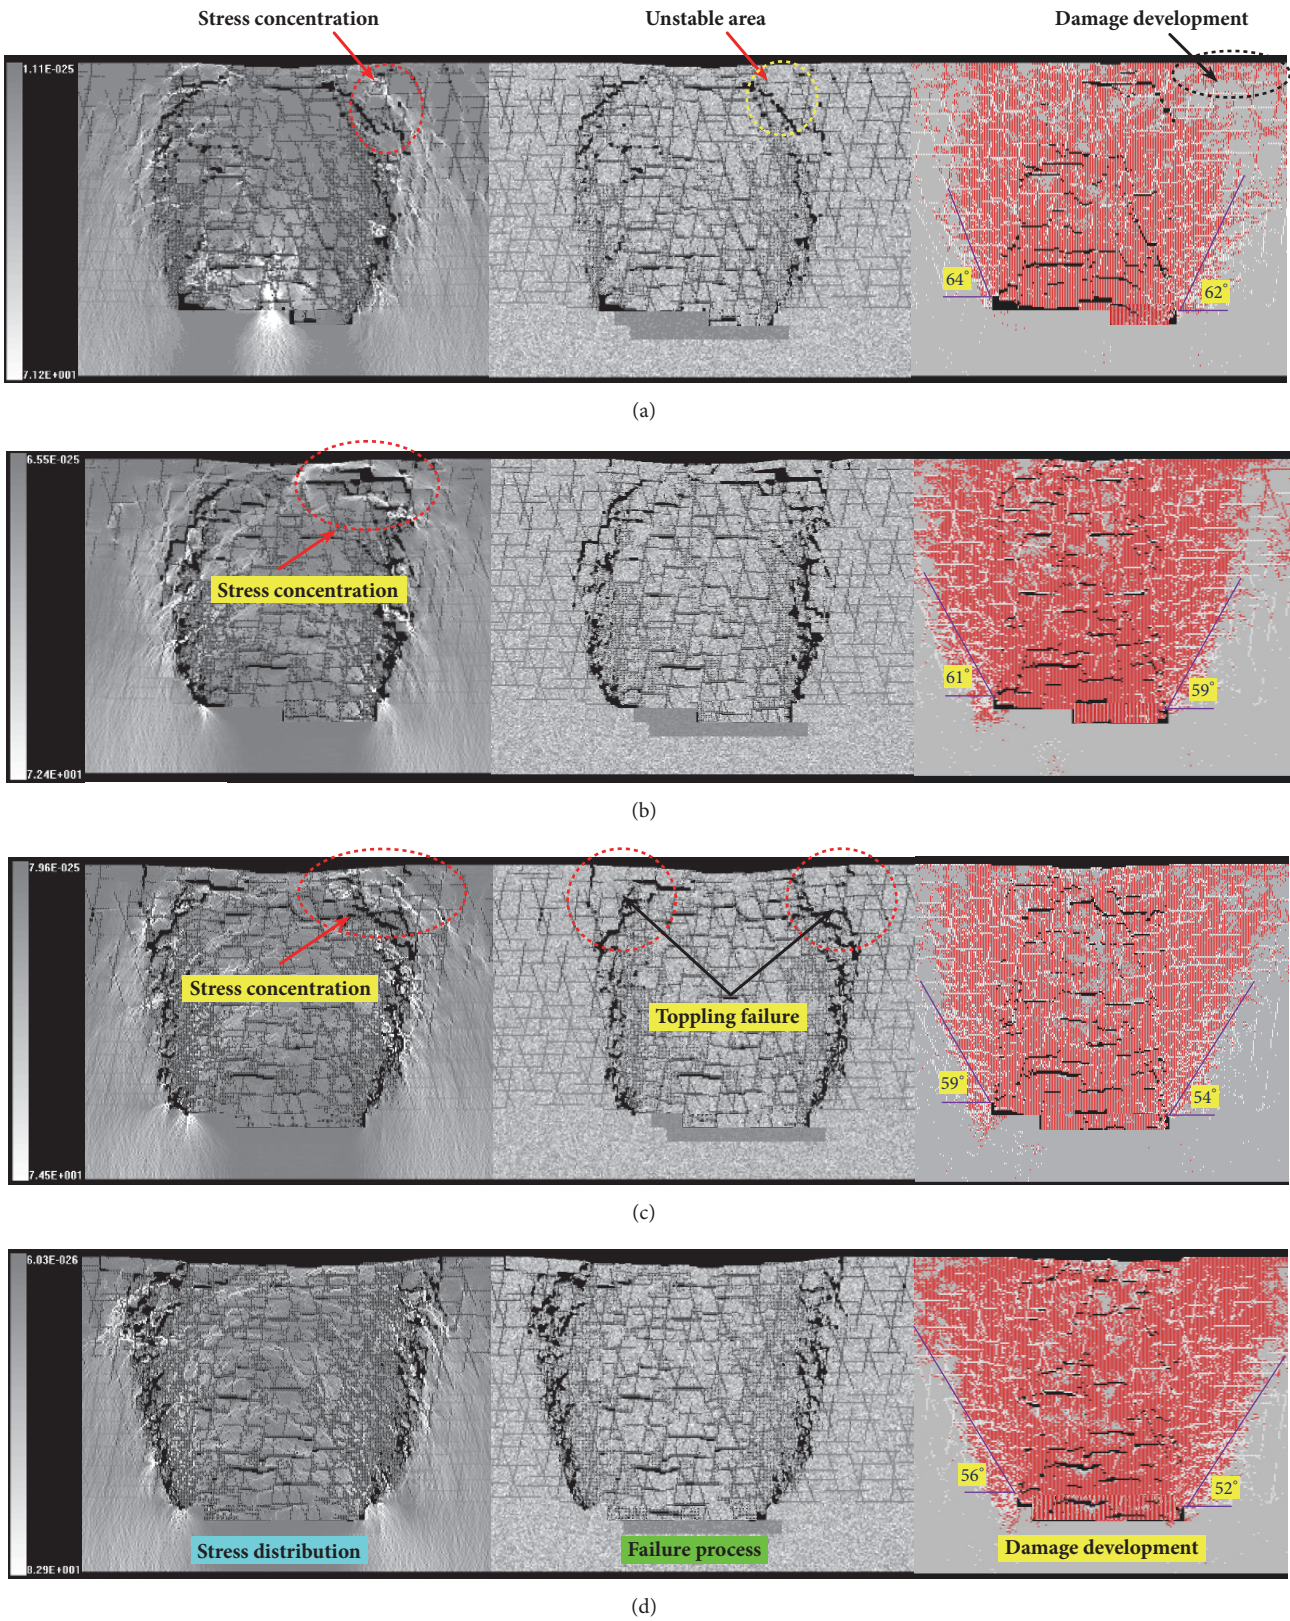 Stress concentration
Unstable area
Damage development
1.11E-025
64°
62°
7.12E+001
(a)
6.55E-025
Stress concentration
61°
59°
7.24E+001
(b)
7.96E-025
Stress concentration
Toppling failure
59°
54°
7.45E+001
(c)
6.03E-026
56°
52°
Stress distribution
Failure process
Damage development
8.29E+001
(d)